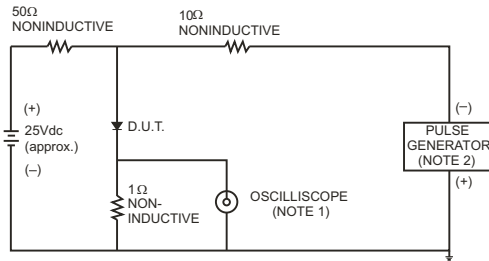 50Ω
NONINDUCTIVE
10Ω
NONINDUCTIVE
(+)
25Vdc
(approx.)
(–)
D.U.T.
1Ω
NON-
INDUCTIVE
OSCILLISCOPE
(NOTE 1)
(–)
PULSE
GENERATOR
(NOTE 2)
(+)